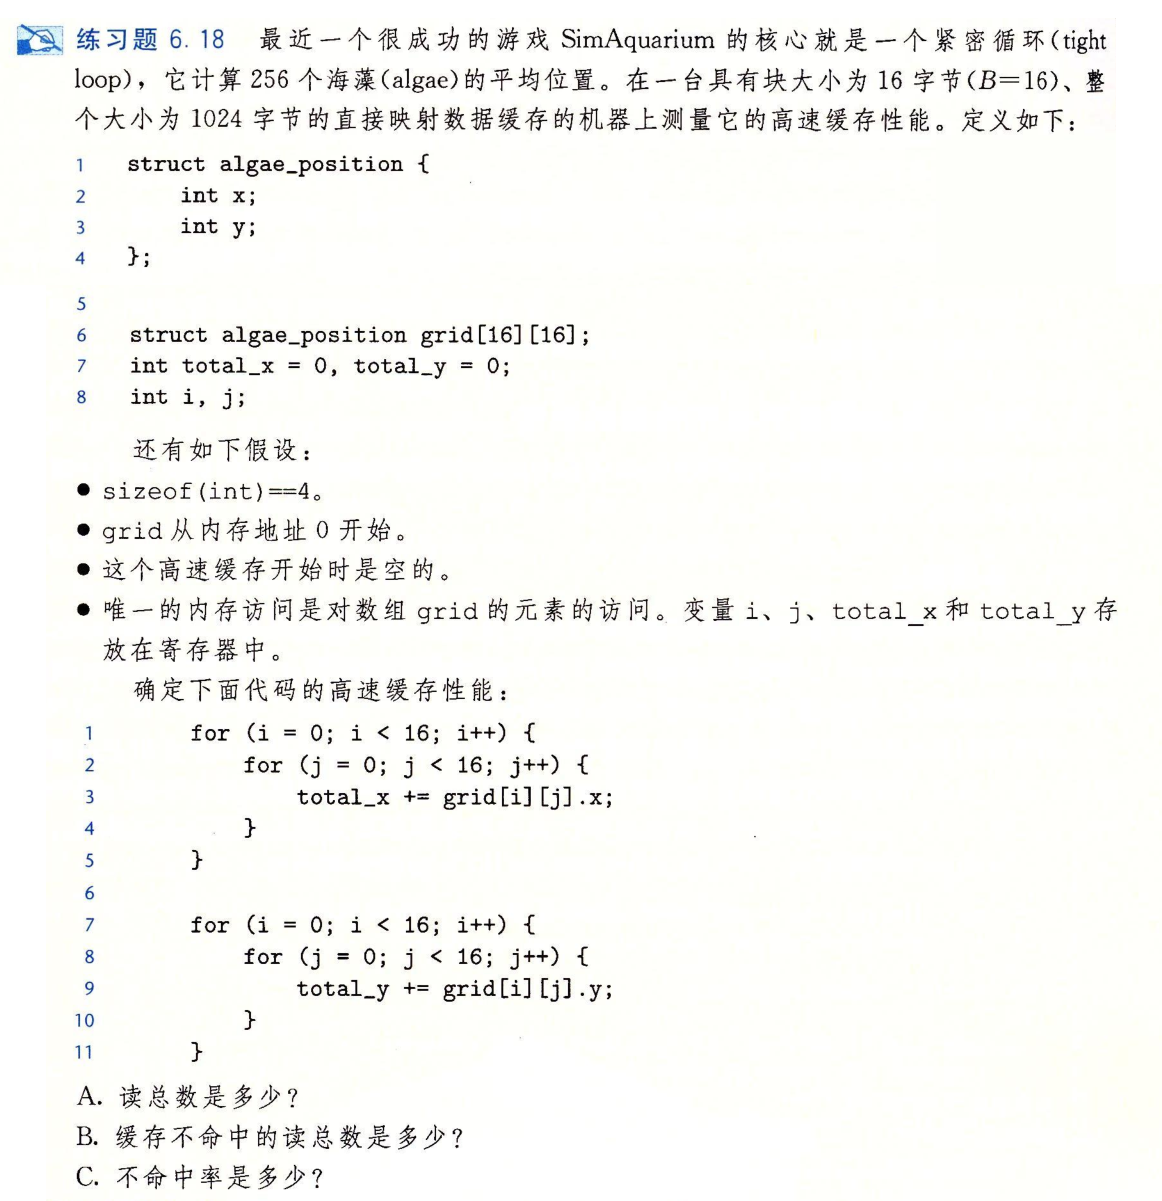 练习题 6.18 最近一个很成功的游戏 SimAquarium 的核心就是一个紧密循环(tight
loop)，它计算 256 个海藻(algae)的平均位置。在一台具有块大小为 16 字节(B=16)、整
个大小为 1024 字节的直接映射数据缓存的机器上测量它的高速缓存性能。定义如下：
1 struct algae_position {
2 int x;
3 int y;
4 };
5
6 struct algae_position grid[16][16];
7 int total_x = 0, total_y = 0;
8 int i, j;
还有如下假设：
● sizeof(int)==4。
● grid 从内存地址 0 开始。
● 这个高速缓存开始时是空的。
● 唯一的内存访问是对数组 grid 的元素的访问。变量 i、j、total_x 和 total_y 存
放在寄存器中。
确定下面代码的高速缓存性能：
1 for (i = 0; i < 16; i++) {
2 for (j = 0; j < 16; j++) {
3 total_x += grid[i][j].x;
4 }
5 }
6
7 for (i = 0; i < 16; i++) {
8 for (j = 0; j < 16; j++) {
9 total_y += grid[i][j].y;
10 }
11 }
A. 读总数是多少？
B. 缓存不命中的读总数是多少？
C. 不命中率是多少？